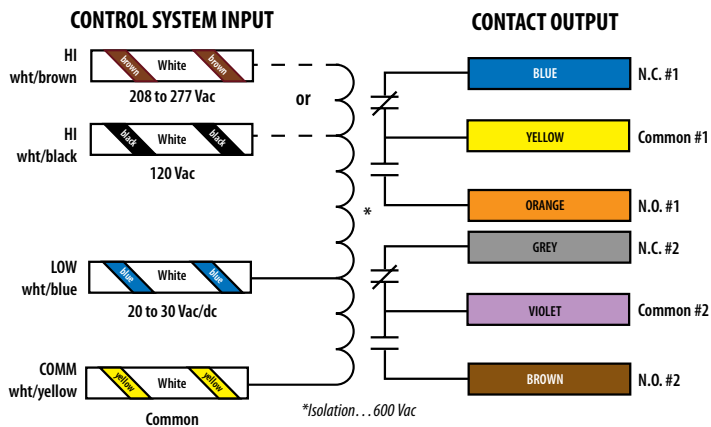 CONTROL SYSTEM INPUT
CONTACT OUTPUT
HI
wht/brown
brown White brown
208 to 277 Vac
or
HI
wht/black
black White black
120 Vac
*
LOW
wht/blue
blue White blue
20 to 30 Vac/dc
COMM
wht/yellow
yellow White yellow
Common
*Isolation...600 Vac
BLUE N.C. #1
YELLOW Common #1
ORANGE N.O. #1
GREY N.C. #2
VIOLET Common #2
BROWN N.O. #2